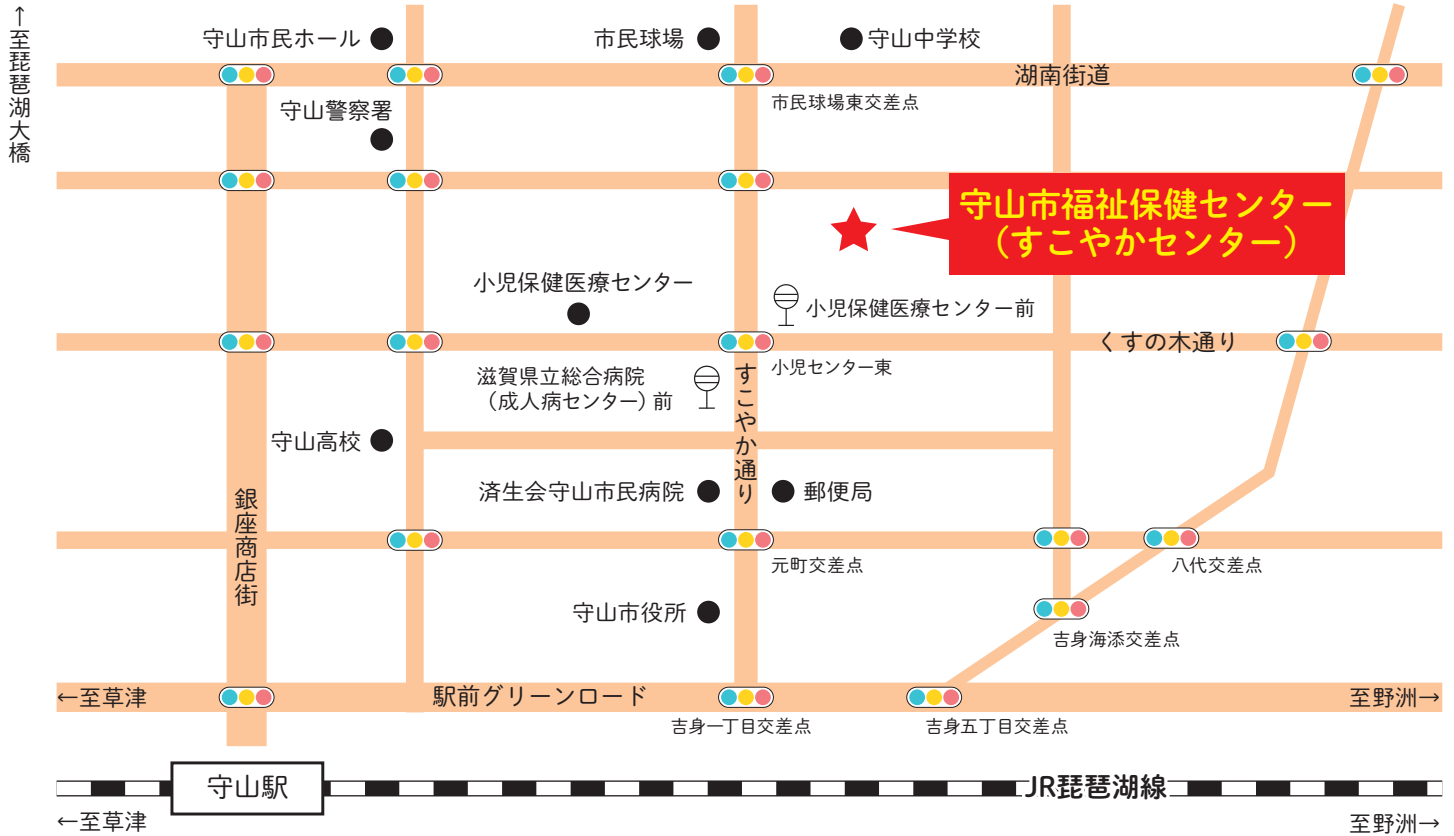 ↑至琵琶湖大橋
守山市民ホール
市民球場
守山中学校
湖南街道
市民球場東交差点
守山警察署
守山市福祉保健センター
（すこやかセンター）
小児保健医療センター
小児保健医療センター前
くすの木通り
小児センター東
滋賀県立総合病院
（成人病センター）前
すこやか通り
守山高校
済生会守山市民病院
郵便局
銀座商店街
元町交差点
八代交差点
守山市役所
吉身海添交差点
←至草津
駅前グリーンロード
至野洲→
吉身一丁目交差点
吉身五丁目交差点
守山駅
JR琵琶湖線
←至草津
至野洲→